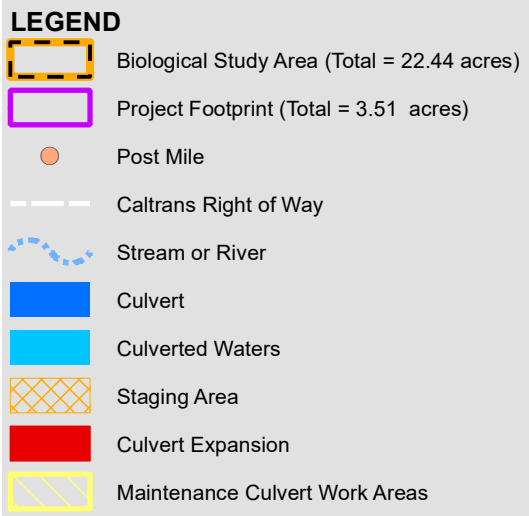 LEGEND
Biological Study Area (Total = 22.44 acres)
Project Footprint (Total = 3.51 acres)
Post Mile
Caltrans Right of Way
Stream or River
Culvert
Culverted Waters
Staging Area
Culvert Expansion
Maintenance Culvert Work Areas